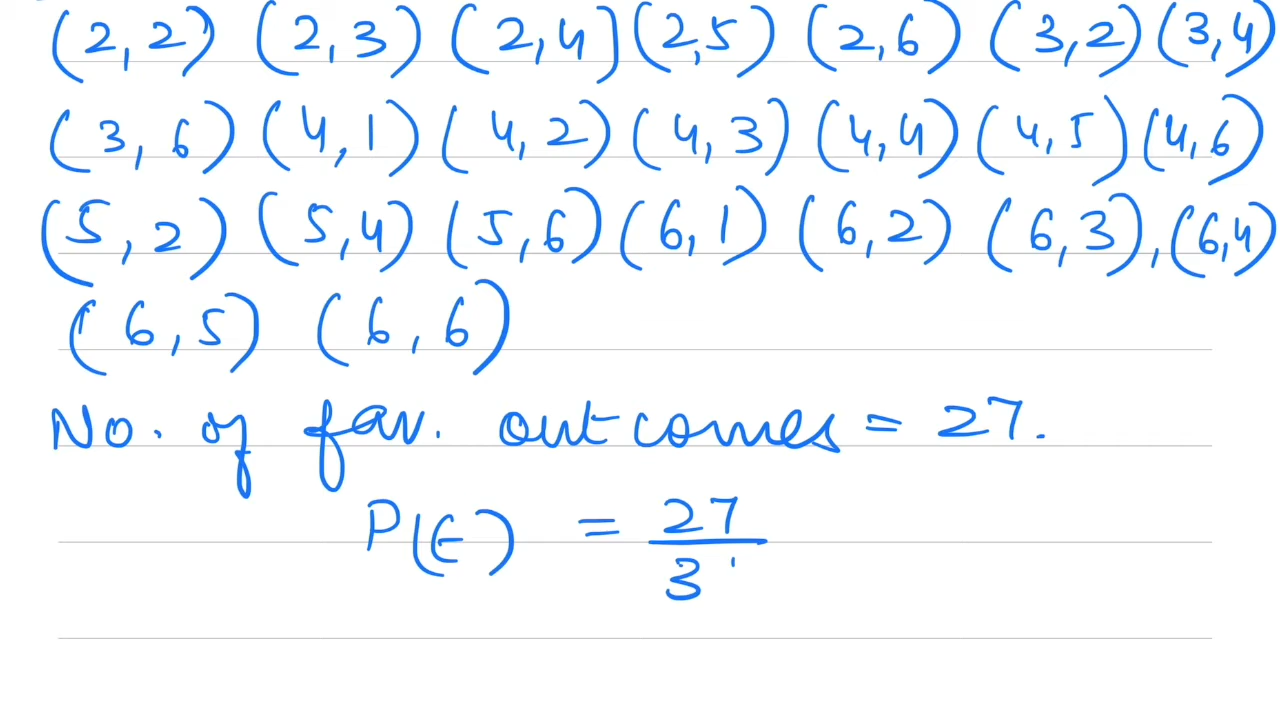 (2,2) (2,3) (2,4] (2,5) (2,6) (3,2) (3,4)
(3,6) (4,1) (4,2) (4,3) (4,4) (4,5) (4,6)
(5,2) (5,4) (5,6) (6,1) (6,2) (6,3), (6,4)
(6,5) (6,6)
No. of fav. outcomes = 27.
P(E) = 27
3